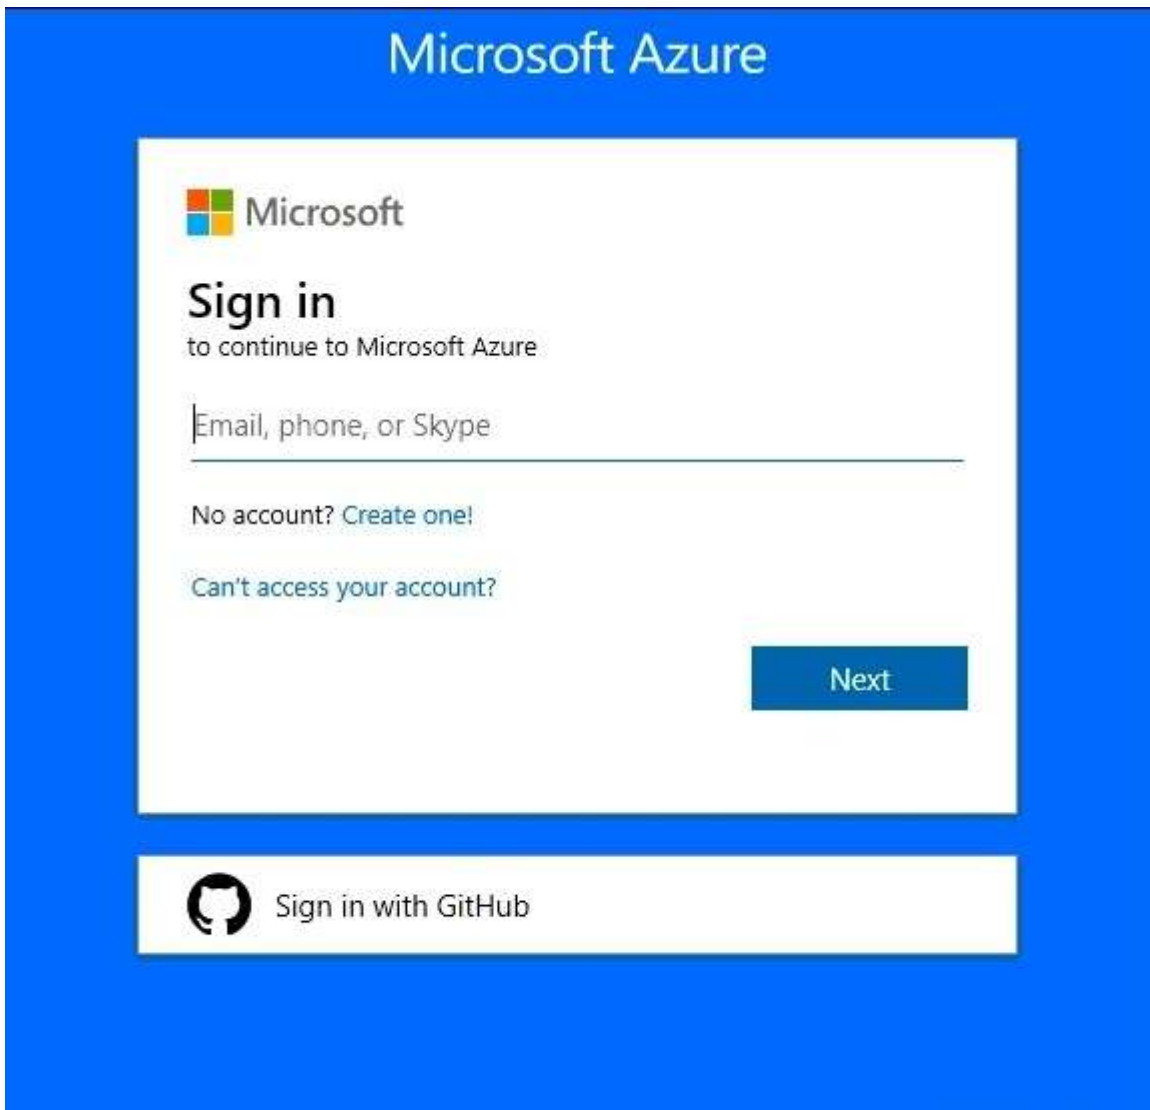 Microsoft Azure
Microsoft
Sign in
to continue to Microsoft Azure
Email, phone, or Skype
No account? Create one!
Can't access your account?
Next
Sign in with GitHub